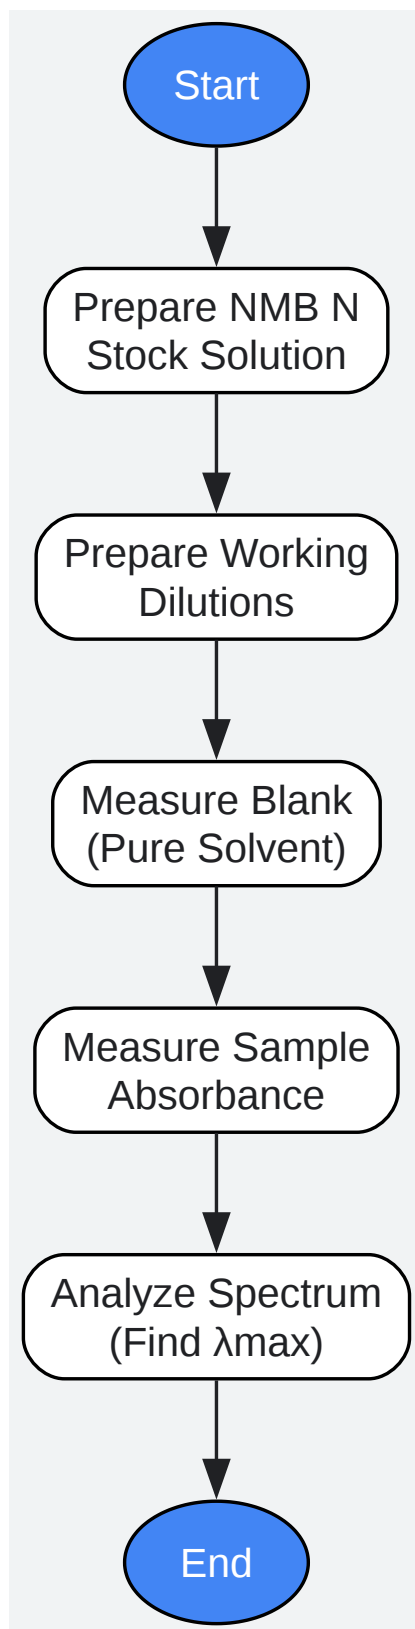 Start
Prepare NMB N
Stock Solution
Prepare Working
Dilutions
Measure Blank
(Pure Solvent)
Measure Sample
Absorbance
Analyze Spectrum
(Find λmax)
End